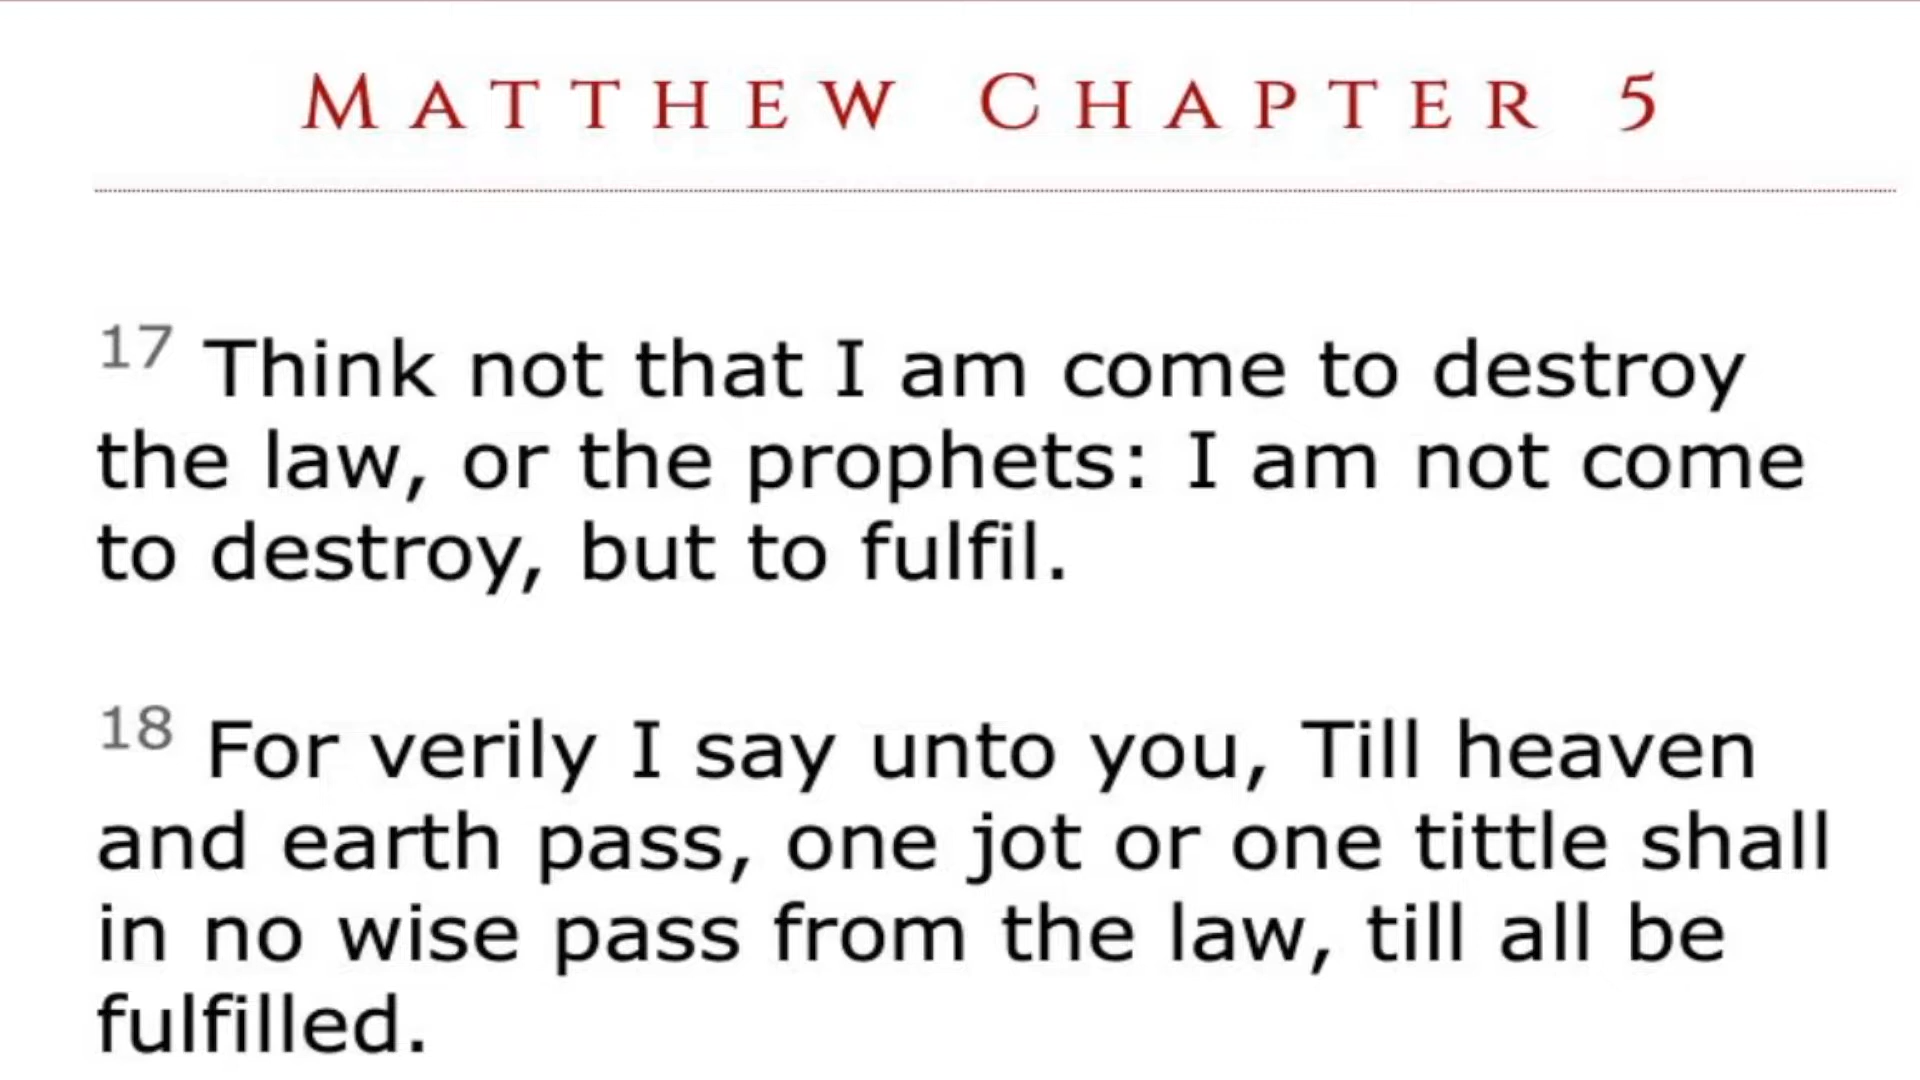 MATTHEW CHAPTER 5
17 Think not that I am come to destroy
the law, or the prophets: I am not come
to destroy, but to fulfil.
18 For verily I say unto you, Till heaven
and earth pass, one jot or one tittle shall
in no wise pass from the law, till all be
fulfilled.